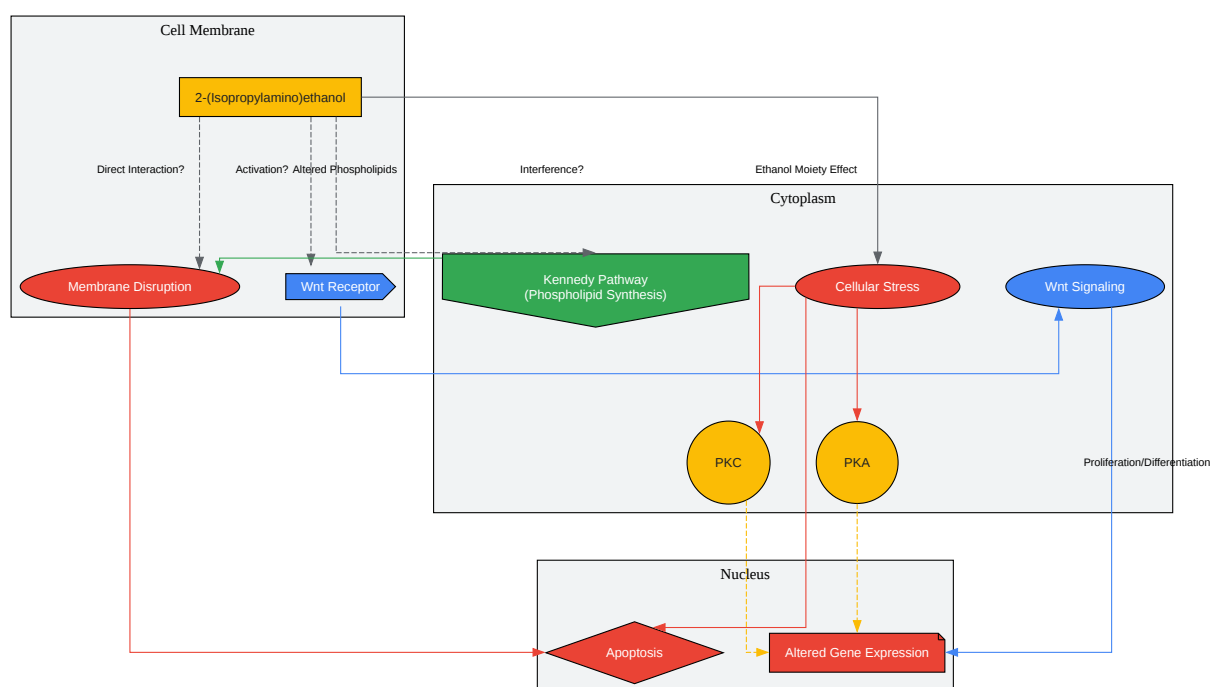 Cell Membrane
2-(Isopropylamino)ethanol
Direct Interaction?
Activation?
Altered Phospholipids
Interference?
Ethanol Moiety Effect
Cytoplasm
Membrane Disruption
Wnt Receptor
Kennedy Pathway
(Phospholipid Synthesis)
Cellular Stress
Wnt Signaling
PKC
PKA
Proliferation/Differentiation
Nucleus
Apoptosis
Altered Gene Expression